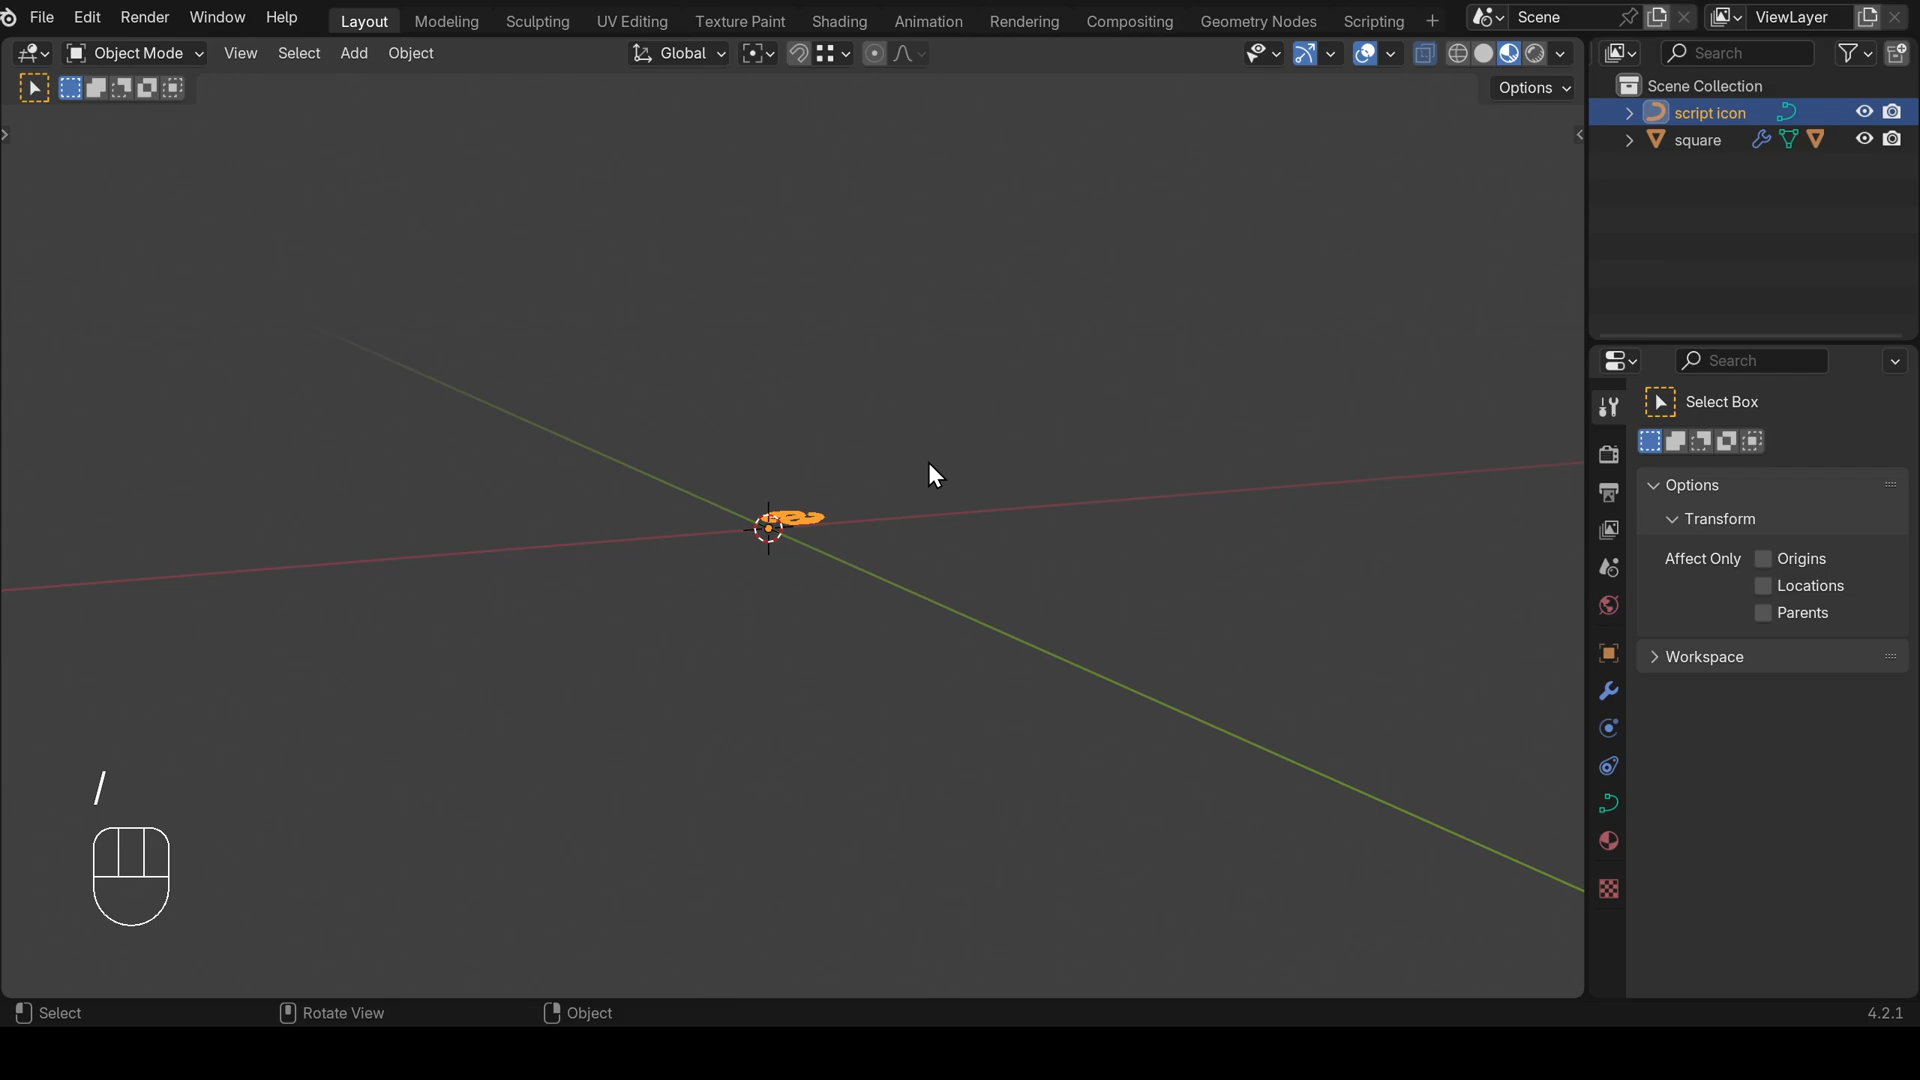 File Edit Render Window Help Layout Modeling Sculpting UV Editing Texture Paint Shading Animation Rendering Compositing Geometry Nodes Scripting + Scene ViewLayer
Object Mode View Select Add Object Global Search
Options
Scene Collection
script icon
square
Search
Select Box
Options
Transform
Affect Only Origins
Locations
Parents
Workspace
/
Select Rotate View Object 4.2.1